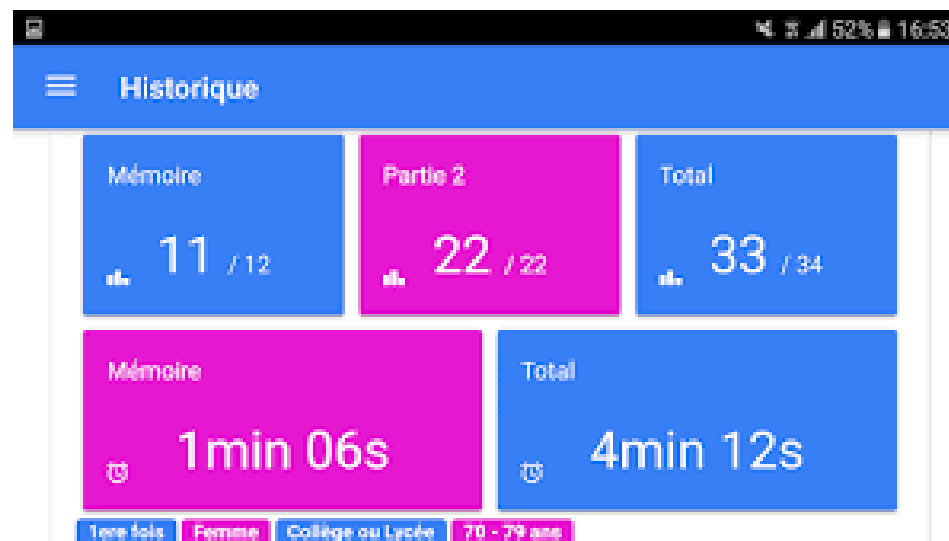 52% 16:53
Historique
Mémoire Partie 2 Total
11 / 12 22 / 22 33 / 34
Mémoire Total
1min 06s 4min 12s
1ere fois Femme Collège ou Lycée 70 - 79 ans